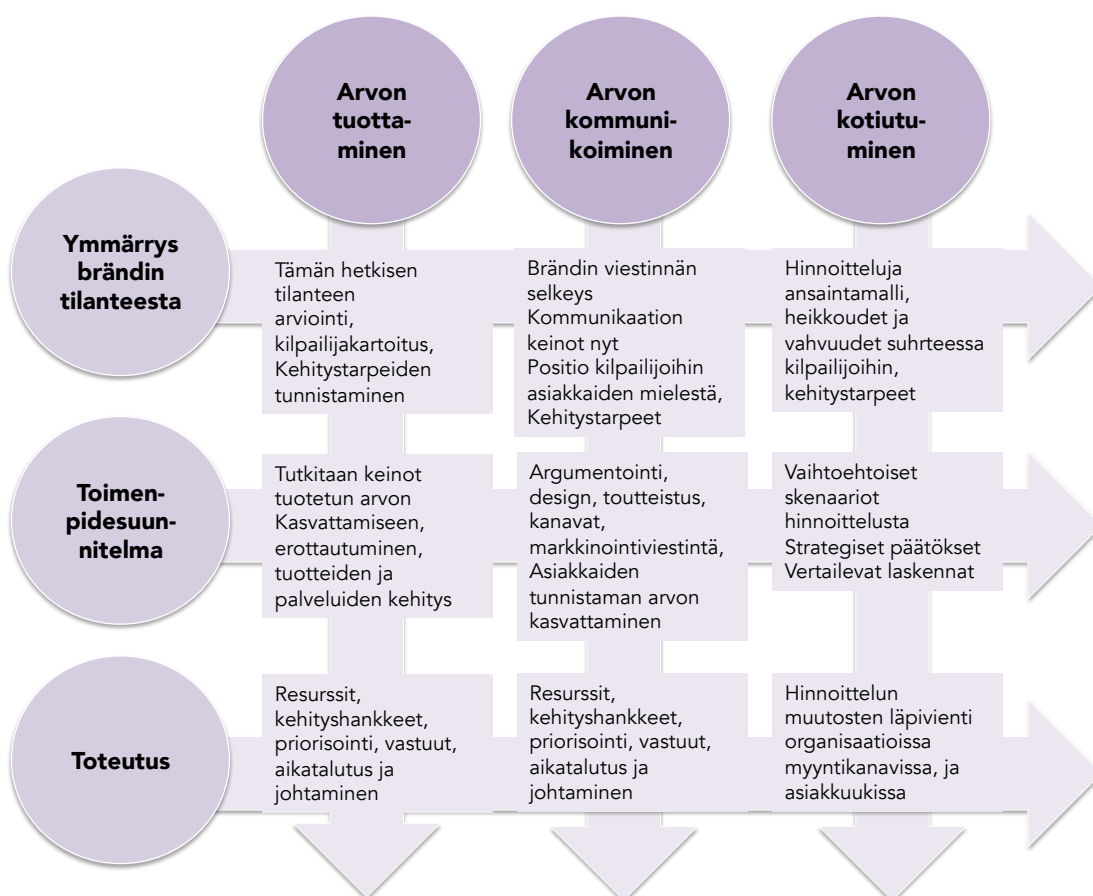 Arvon
tuotta-
minen
Arvon
kommuni-
koiminen
Arvon
kotiutu-
minen
Ymmärrys
brändin
tilanteesta
Tämän hetkisen
tilanteen
arviointi,
kilpailijakartoitus,
Kehitystarpeiden
tunnistaminen
Brändin viestinnän
selkeys
Kommunikaation
keinot nyt
Positio kilpailijoihin
asiakkaiden mielestä,
Kehitystarpeet
Hinnoitteluja
ansaintamalli,
heikkoudet ja
vahvuudet suhrteessa
kilpailijoihin,
kehitystarpeet
Toimen-
pidesuun-
nitelma
Tutkitaan keinot
tuotetun arvon
Kasvattamiseen,
erottautuminen,
tuotteiden ja
palveluiden kehitys
Argumentointi,
design, toutteistus,
kanavat,
markkinointiviestintä,
Asiakkaiden
tunnistaman arvon
kasvattaminen
Vaihtoehtoiset
skenaariot
hinnoittelusta
Strategiset päätökset
Vertailevat laskennat
Toteutus
Resurssit,
kehityshankkeet,
priorisointi, vastuut,
aikatalutus ja
johtaminen
Resurssit,
kehityshankkeet,
priorisointi, vastuut,
aikatalutus ja
johtaminen
Hinnoittelun
muutosten läpivienti
organisaatioissa
myyntikanavissa, ja
asiakkuukissa